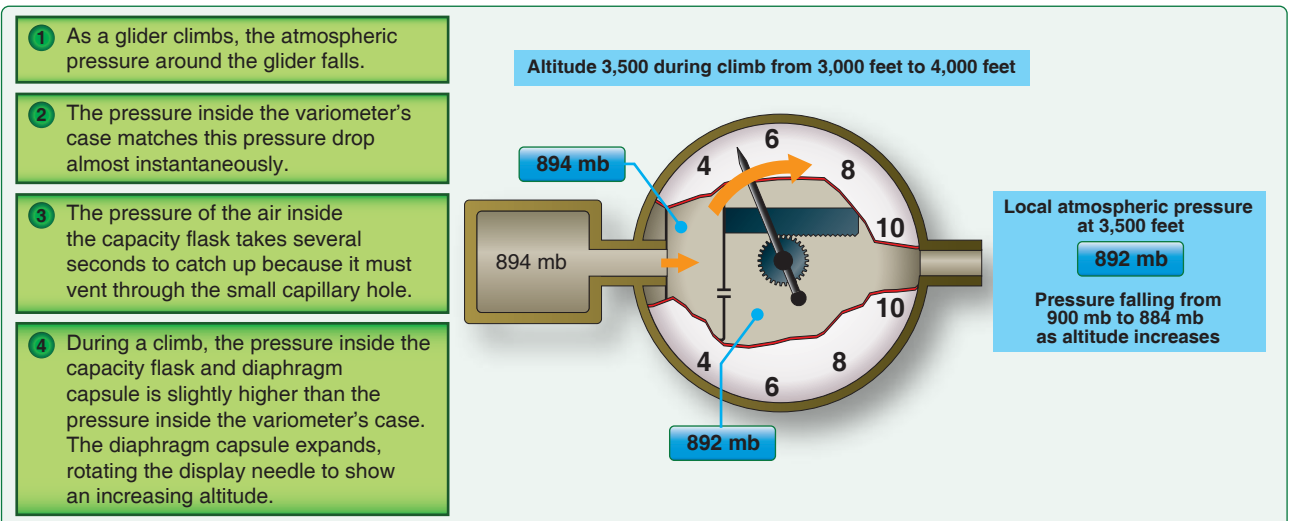 1 As a glider climbs, the atmospheric
pressure around the glider falls.
2 The pressure inside the variometer's
case matches this pressure drop
almost instantaneously.
3 The pressure of the air inside
the capacity flask takes several
seconds to catch up because it must
vent through the small capillary hole.
4 During a climb, the pressure inside the
capacity flask and diaphragm
capsule is slightly higher than the
pressure inside the variometer's case.
The diaphragm capsule expands,
rotating the display needle to show
an increasing altitude.
Altitude 3,500 during climb from 3,000 feet to 4,000 feet
894 mb
894 mb
4
6
8
10
10
8
6
4
892 mb
Local atmospheric pressure
at 3,500 feet
892 mb
Pressure falling from
900 mb to 884 mb
as altitude increases